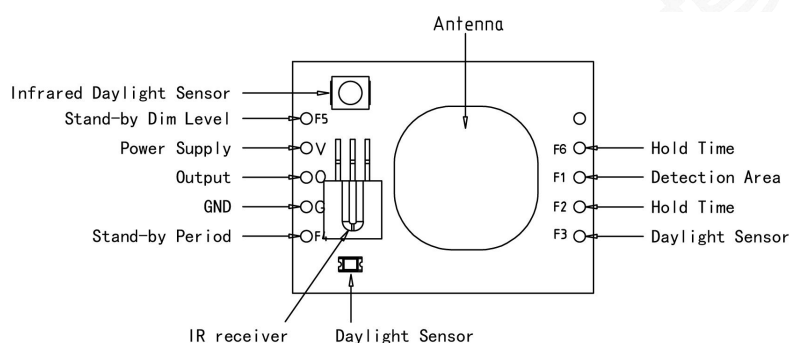 Antenna
Infrared Daylight Sensor
Stand-by Dim Level F5
Power Supply V F6 Hold Time
Output O F1 Detection Area
GND G F2 Hold Time
Stand-by Period F4 F3 Daylight Sensor
IR receiver Daylight Sensor